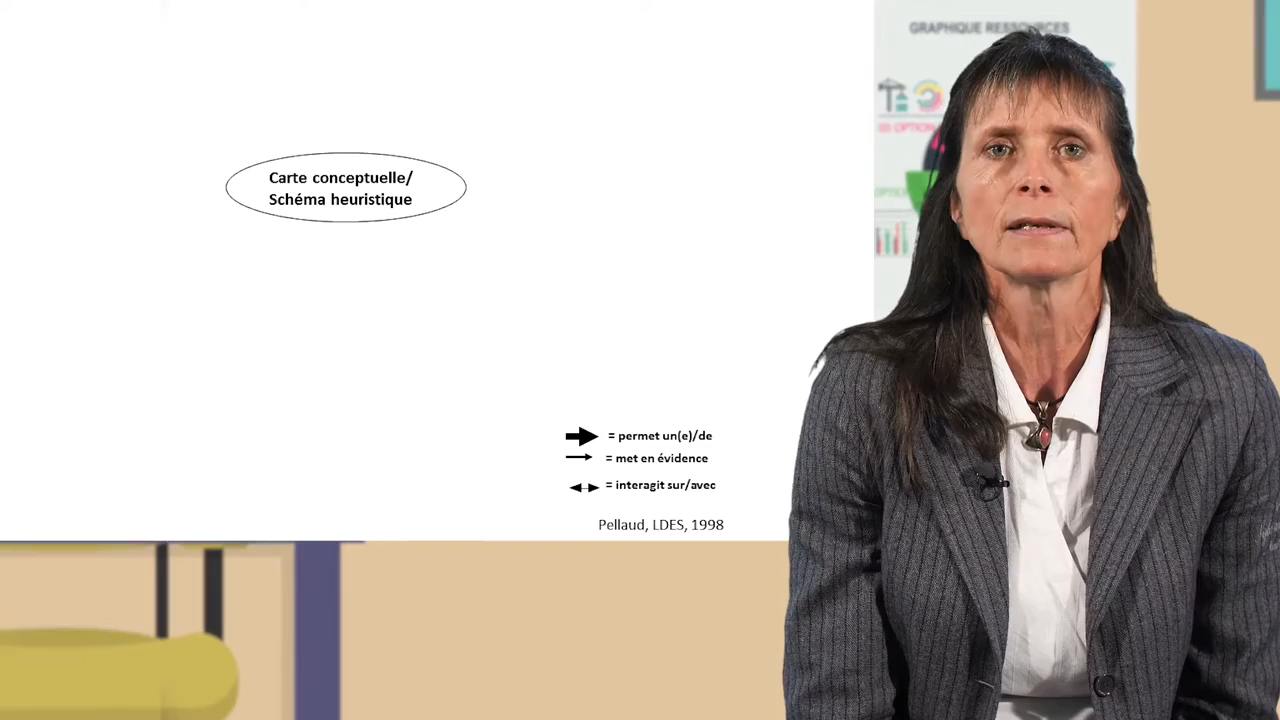 GRAPHIQUE RESSOURCES
Carte conceptuelle/
Schéma heuristique
= permet un(e)/de
= met en évidence
= interagit sur/avec
Pellaud, LDES, 1998